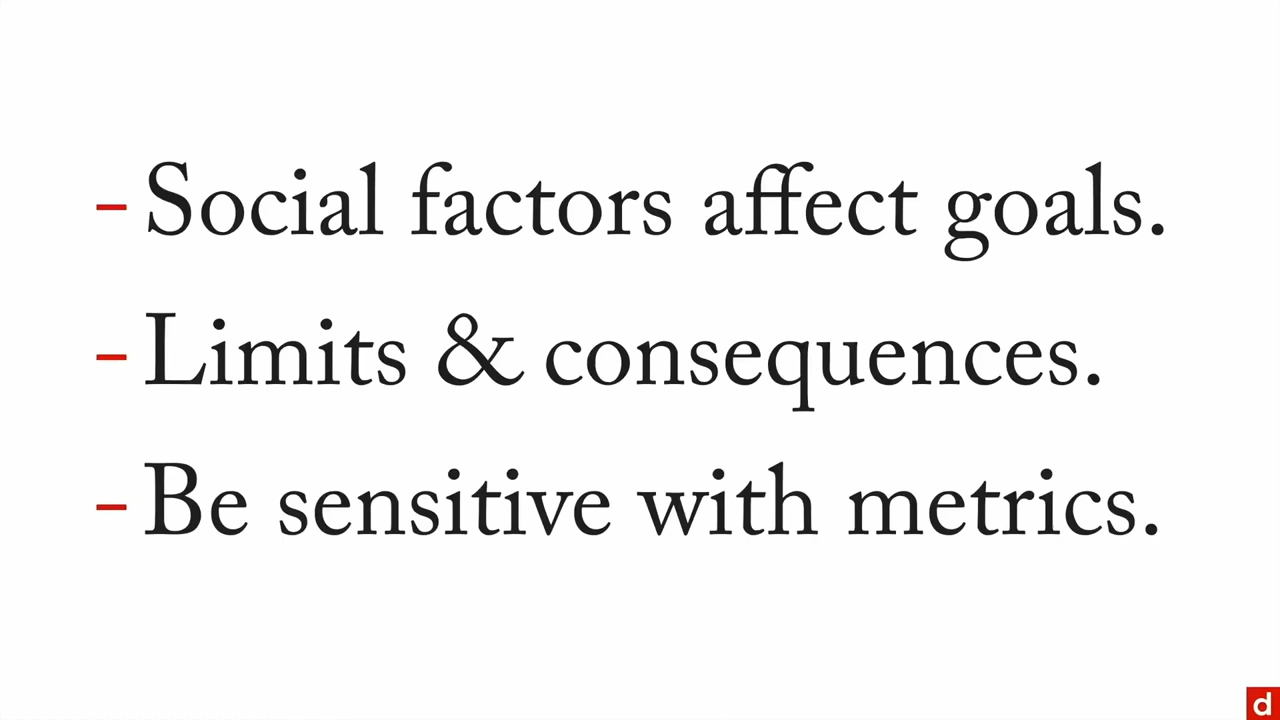 – Social factors affect goals.
– Limits & consequences.
– Be sensitive with metrics.
d